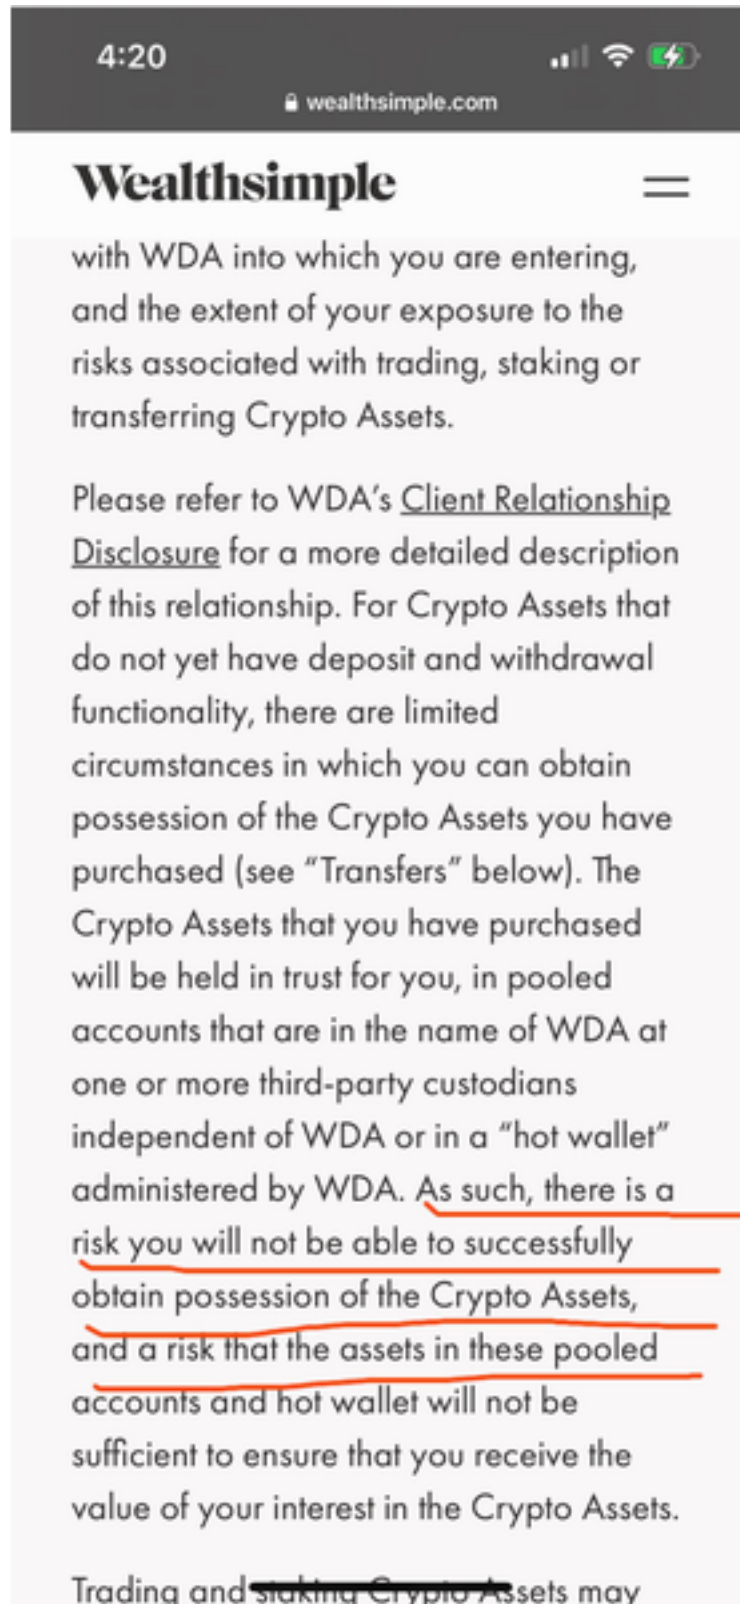 4:20
wealthsimple.com
Wealthsimple
with WDA into which you are entering,
and the extent of your exposure to the
risks associated with trading, staking or
transferring Crypto Assets.
Please refer to WDA's Client Relationship
Disclosure for a more detailed description
of this relationship. For Crypto Assets that
do not yet have deposit and withdrawal
functionality, there are limited
circumstances in which you can obtain
possession of the Crypto Assets you have
purchased (see “Transfers” below). The
Crypto Assets that you have purchased
will be held in trust for you, in pooled
accounts that are in the name of WDA at
one or more third-party custodians
independent of WDA or in a “hot wallet”
administered by WDA. As such, there is a
risk you will not be able to successfully
obtain possession of the Crypto Assets,
and a risk that the assets in these pooled
accounts and hot wallet will not be
sufficient to ensure that you receive the
value of your interest in the Crypto Assets.
Trading and staking Crypto Assets may